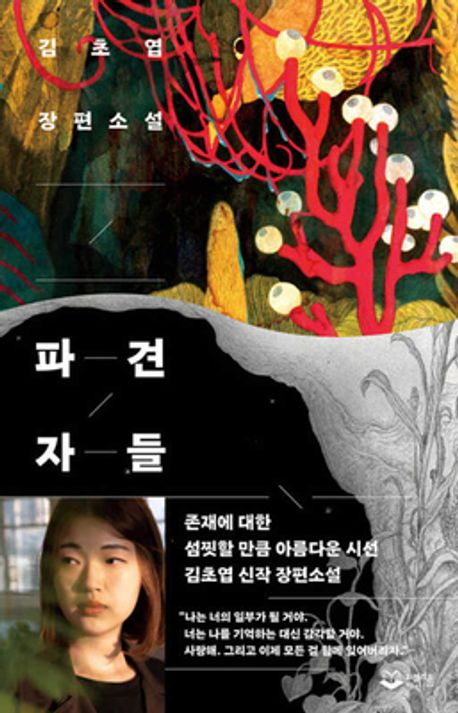 김초엽
장편소설
파견
자들
존재에 대한
섬찟할 만큼 아름다운 시선
김초엽 신작 장편소설
"나는 너의 일부가 될 거야.
너는 나를 기억하는 대신 감각할 거야.
사랑해. 그리고 이제 모든 걸 함께 잊어버리자."